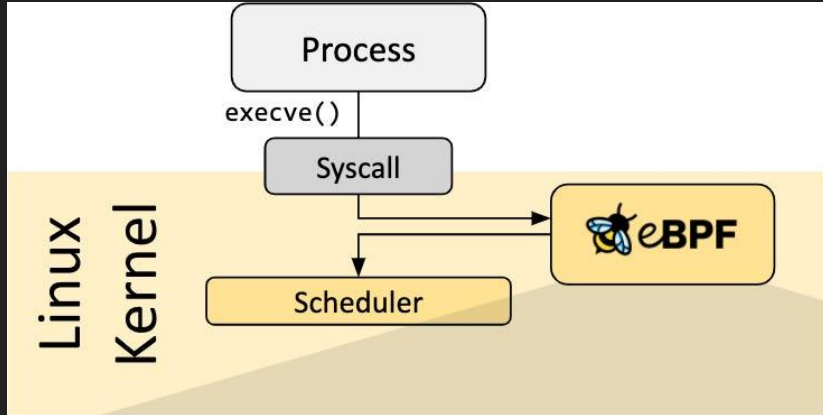 Process
execve()
Syscall
eBPF
Scheduler
Linux
Kernel